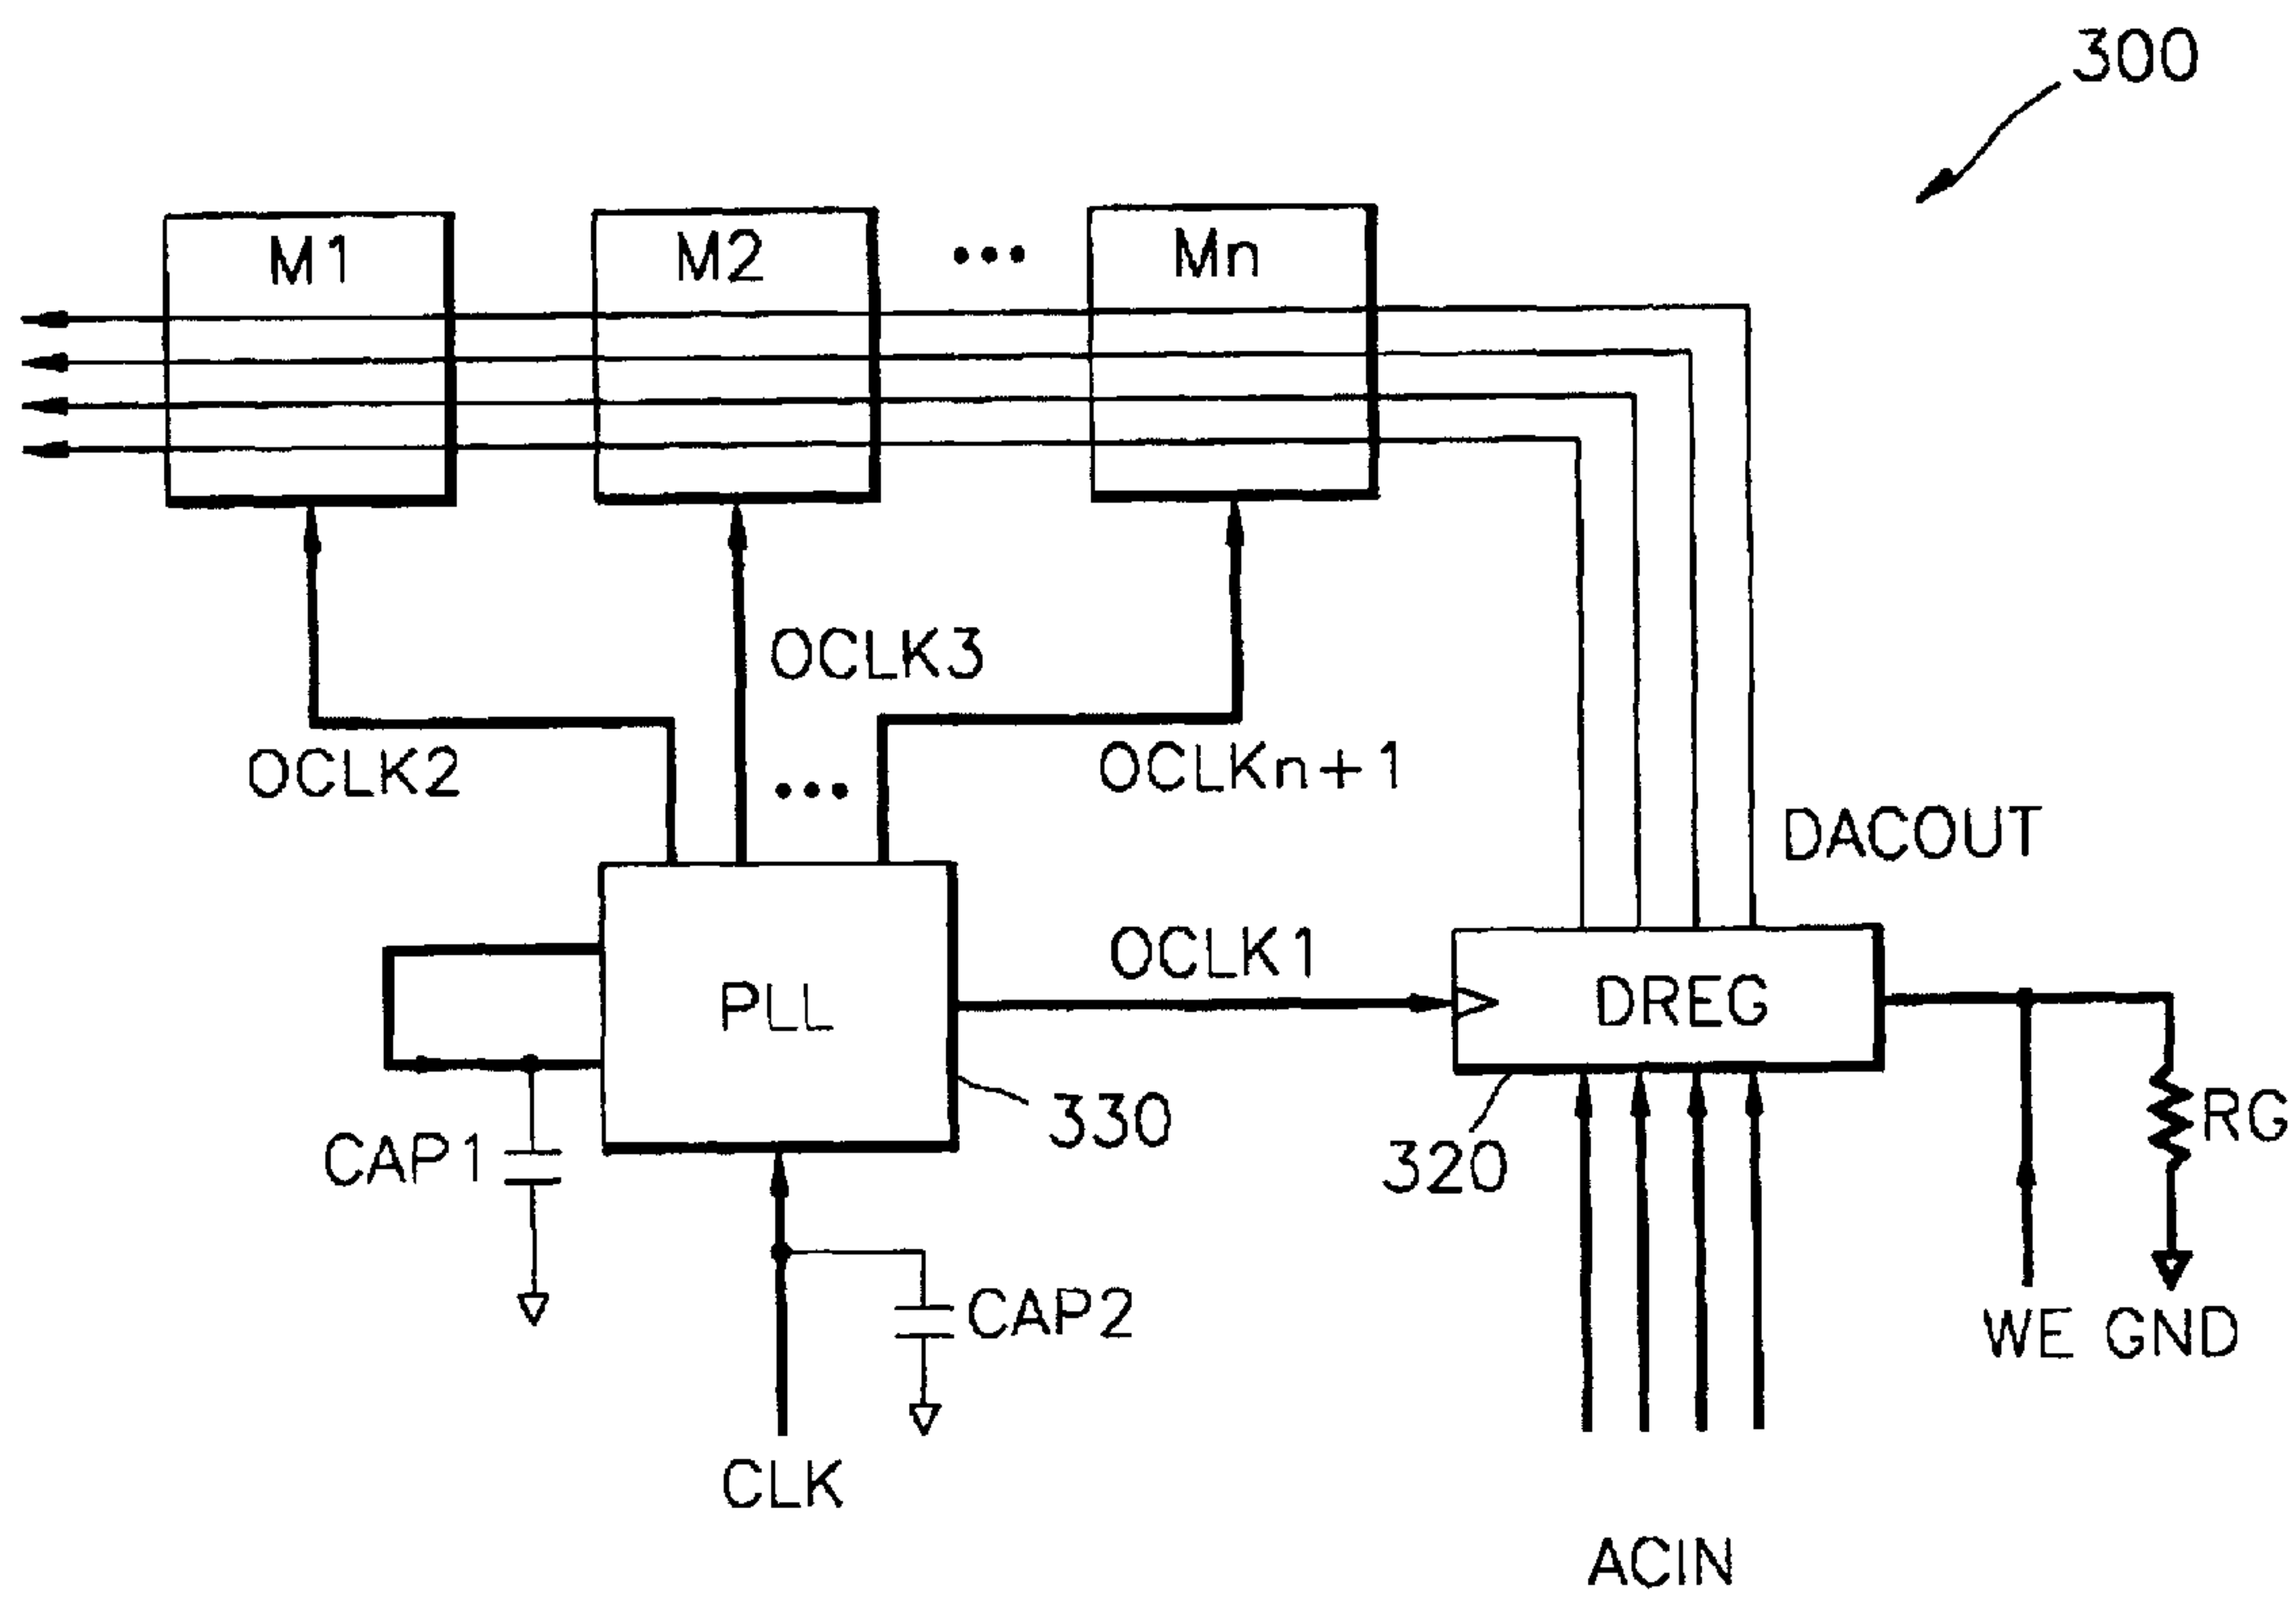 300
M1
M2
•••
Mn
OCLK3
OCLK2
•••
OCLKn+1
DACOUT
OCLK1
PLL
DREG
330
320
RG
CAP1
CAP2
WE GND
CLK
ACIN